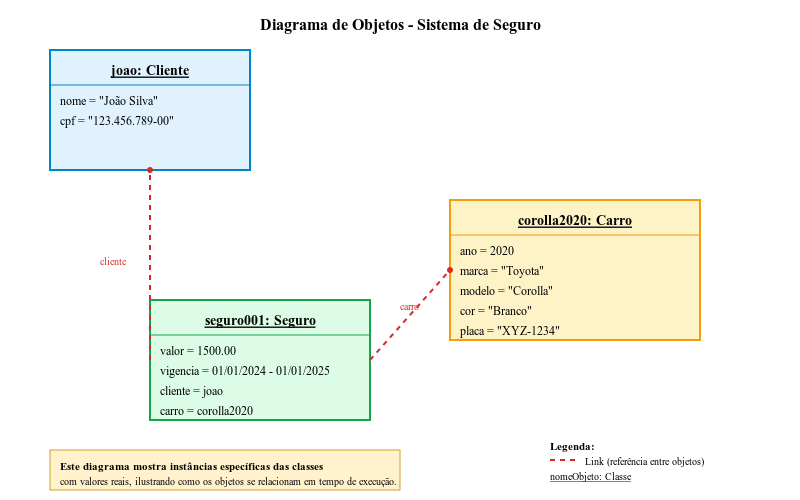 Diagrama de Objetos - Sistema de Seguro
joao: Cliente
nome = "João Silva"
cpf = "123.456.789-00"
corolla2020: Carro
ano = 2020
marca = "Toyota"
modelo = "Corolla"
cor = "Branco"
placa = "XYZ-1234"
cliente
carro
seguro001: Seguro
valor = 1500.00
vigencia = 01/01/2024 - 01/01/2025
cliente = joao
carro = corolla2020
Este diagrama mostra instâncias específicas das classes
com valores reais, ilustrando como os objetos se relacionam em tempo de execução.
Legenda:
Link (referência entre objetos)
nomeObjeto: Classe